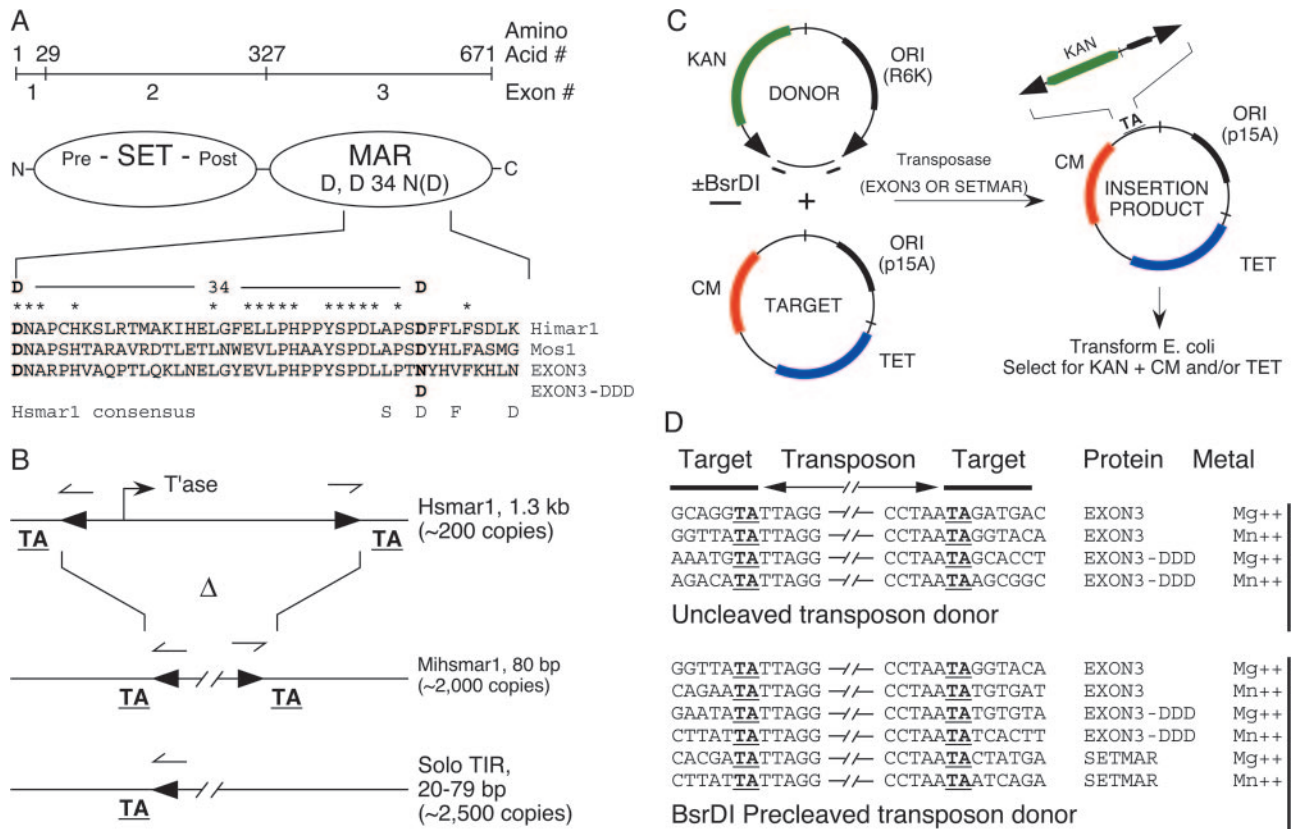 A
Amino
1 29 327 671 Acid #
1 2 3 Exon #
N Pre - SET - Post MAR C
D, D 34 N(D)
D 34 D
*** * * ***** ***** * *
DNAPCHKSLRTMAKIHELGFELLPHPPYSPDLAPSDFFLFSDLK Himar1
DNAPSHTARAVRDTLETLNWEVLPHAAYSPDLAPSDYHLFASMG Mos1
DNARPHVAQPTLQKLNELGYEVLPHPPYSPDLLPTNYHVFKHLN EXON3
D EXON3-DDD
Hsmar1 consensus S D F D
B
T'ase
Hsmar1, 1.3 kb
(~200 copies)
TA TA
Δ
Mihsmar1, 80 bp
(~2,000 copies)
TA TA
Solo TIR,
20-79 bp
(~2,500 copies)
TA
C
KAN
ORI
(R6K)
DONOR
±BsrDI
+
ORI
(p15A)
CM
TARGET
TET
Transposase
(EXON3 OR SETMAR)
KAN
TA
ORI
(p15A)
CM
INSERTION
PRODUCT
TET
Transform E. coli
Select for KAN + CM and/or TET
D
Target Transposon Target Protein Metal
GCAGGTATTAGG -//- CCTAATAGATGAC EXON3 Mg++
GGTTATATTAGG -//- CCTAATAGGTACA EXON3 Mn++
AAATGTATTAGG -//- CCTAATAGCACCT EXON3-DDD Mg++
AGACATATTAGG -//- CCTAATAAGCGGC EXON3-DDD Mn++
Uncleaved transposon donor
GGTTATATTAGG -//- CCTAATAGGTACA EXON3 Mg++
CAGAATATTAGG -//- CCTAATATGTGAT EXON3 Mn++
GAATATATTAGG -//- CCTAATATGTGTA EXON3-DDD Mg++
CTTATTATTAGG -//- CCTAATATCACTT EXON3-DDD Mn++
CACGATATTAGG -//- CCTAATACTATGA SETMAR Mg++
CTTATTATTAGG -//- CCTAATAATCAGA SETMAR Mn++
BsrDI Precleaved transposon donor